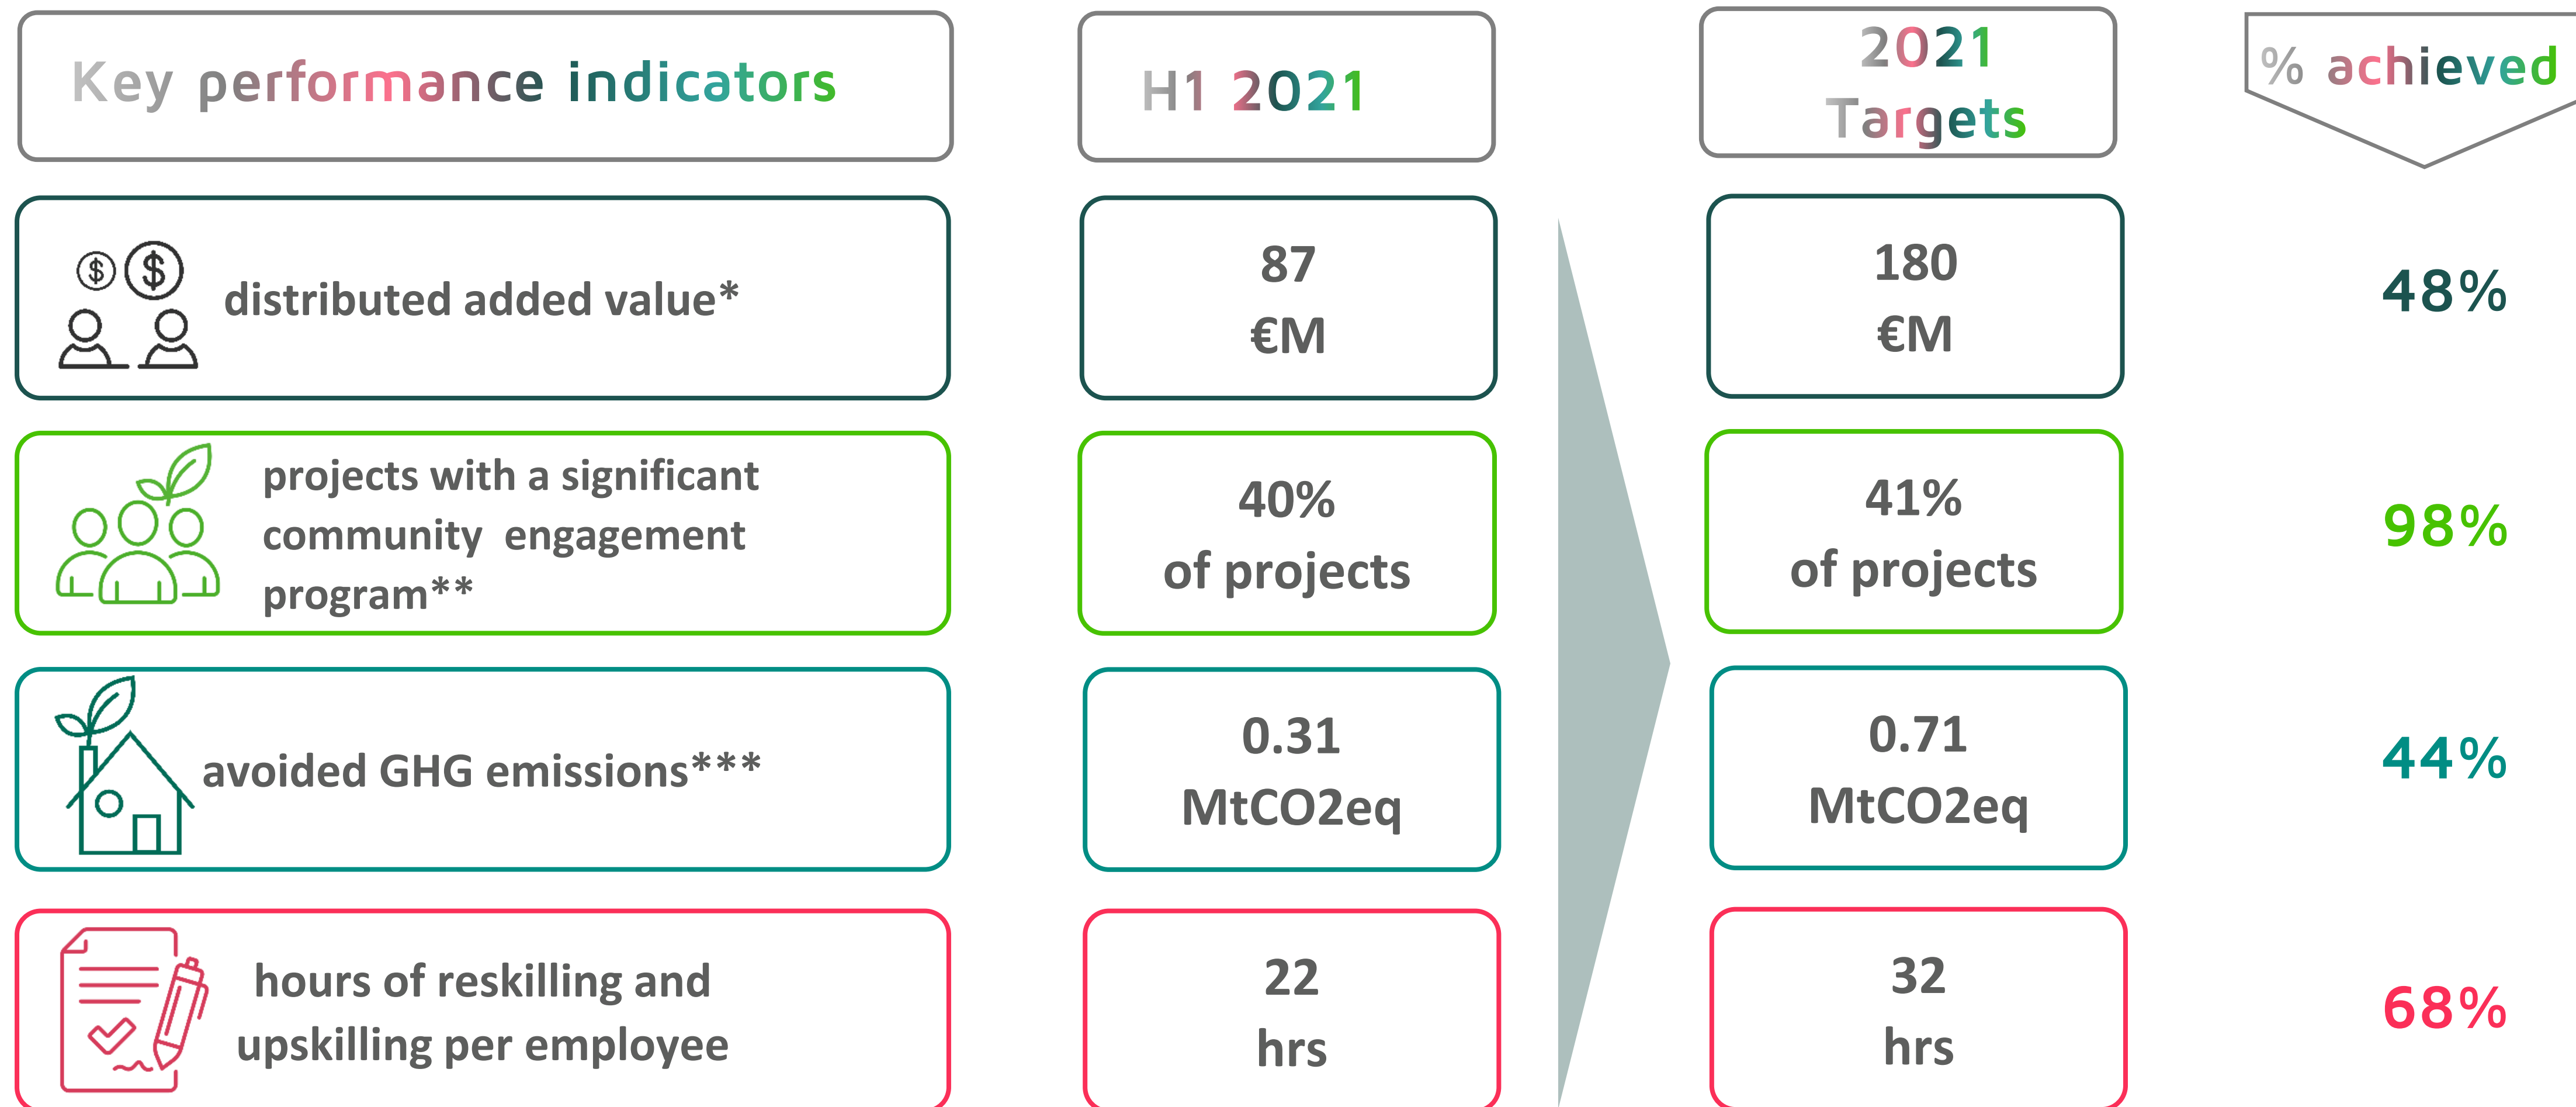 Key performance indicators
H1 2021
2021
Targets
% achieved
distributed added value*
87
€M
180
€M
48%
projects with a significant
community engagement
program**
40%
of projects
41%
of projects
98%
avoided GHG emissions***
0.31
MtCO2eq
0.71
MtCO2eq
44%
hours of reskilling and
upskilling per employee
22
hrs
32
hrs
68%